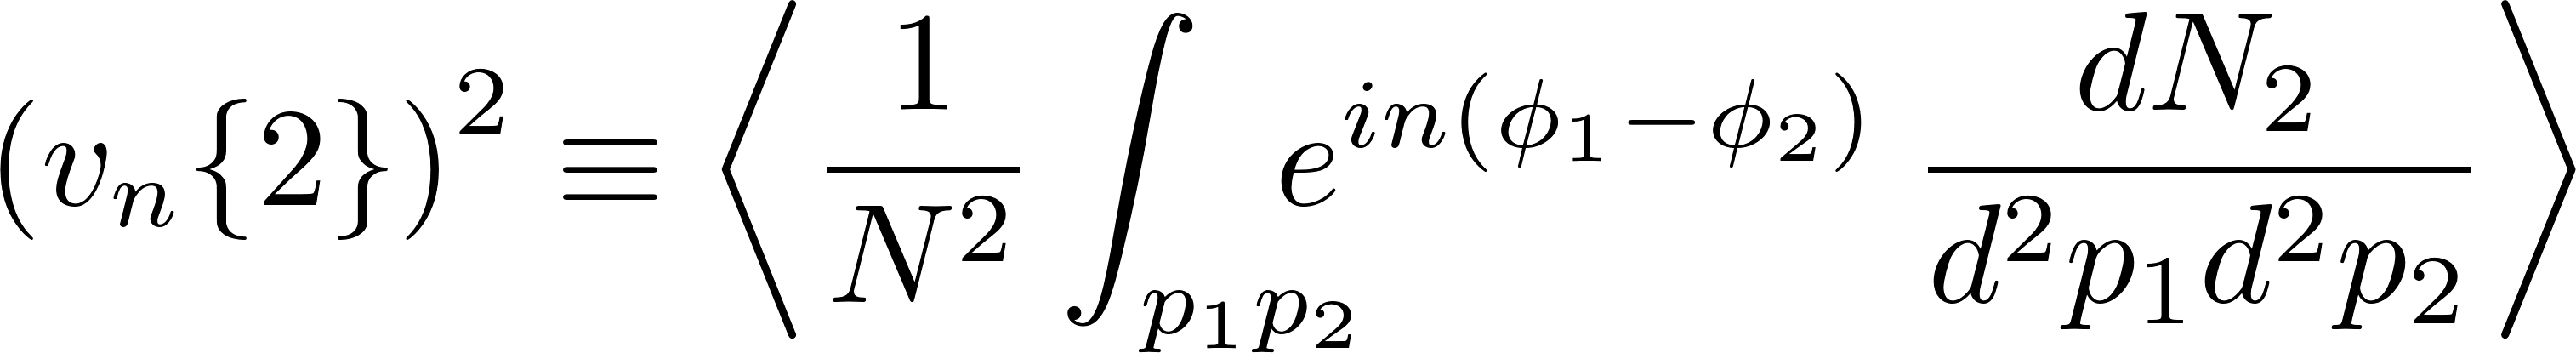 $(v_n\{2\})^2 \equiv \left\langle \frac{1}{N^2} \int_{p_1 p_2} e^{in(\phi_1 - \phi_2)} \frac{dN_2}{d^2p_1 d^2p_2} \right\rangle$